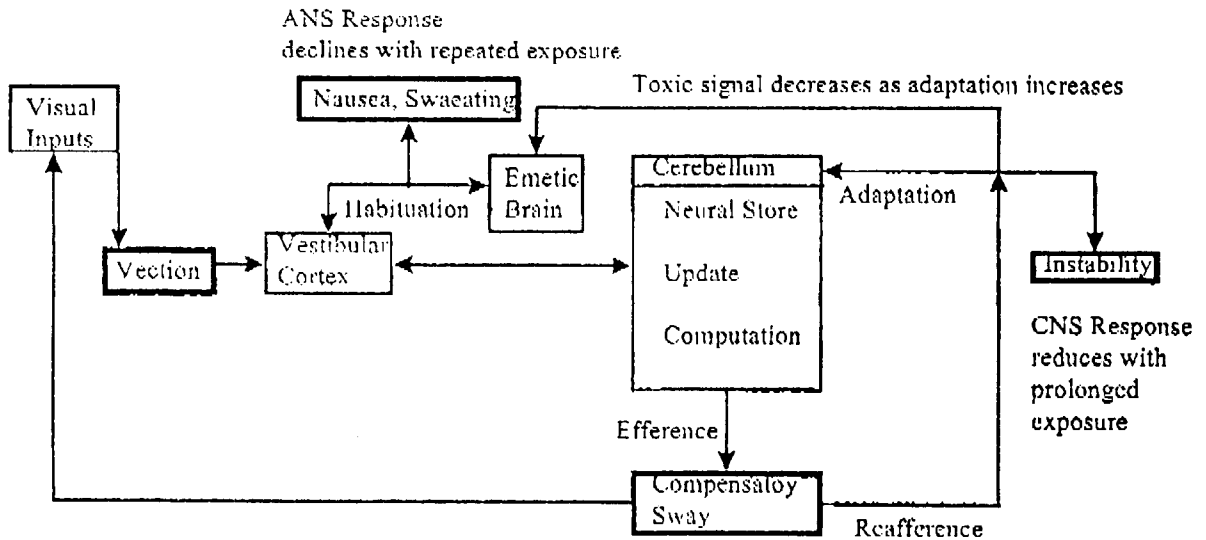 ANS Response
declines with repeated exposure
Visual
Inputs
Nausea, Swaeating
Toxic signal decreases as adaptation increases
Emetic
Brain
Habituation
Cerebellum
Neural Store
Update
Computation
Adaptation
Vection
Vestibular
Cortex
Instability
CNS Response
reduces with
prolonged
exposure
Efference
Compensatoy
Sway
Reafference